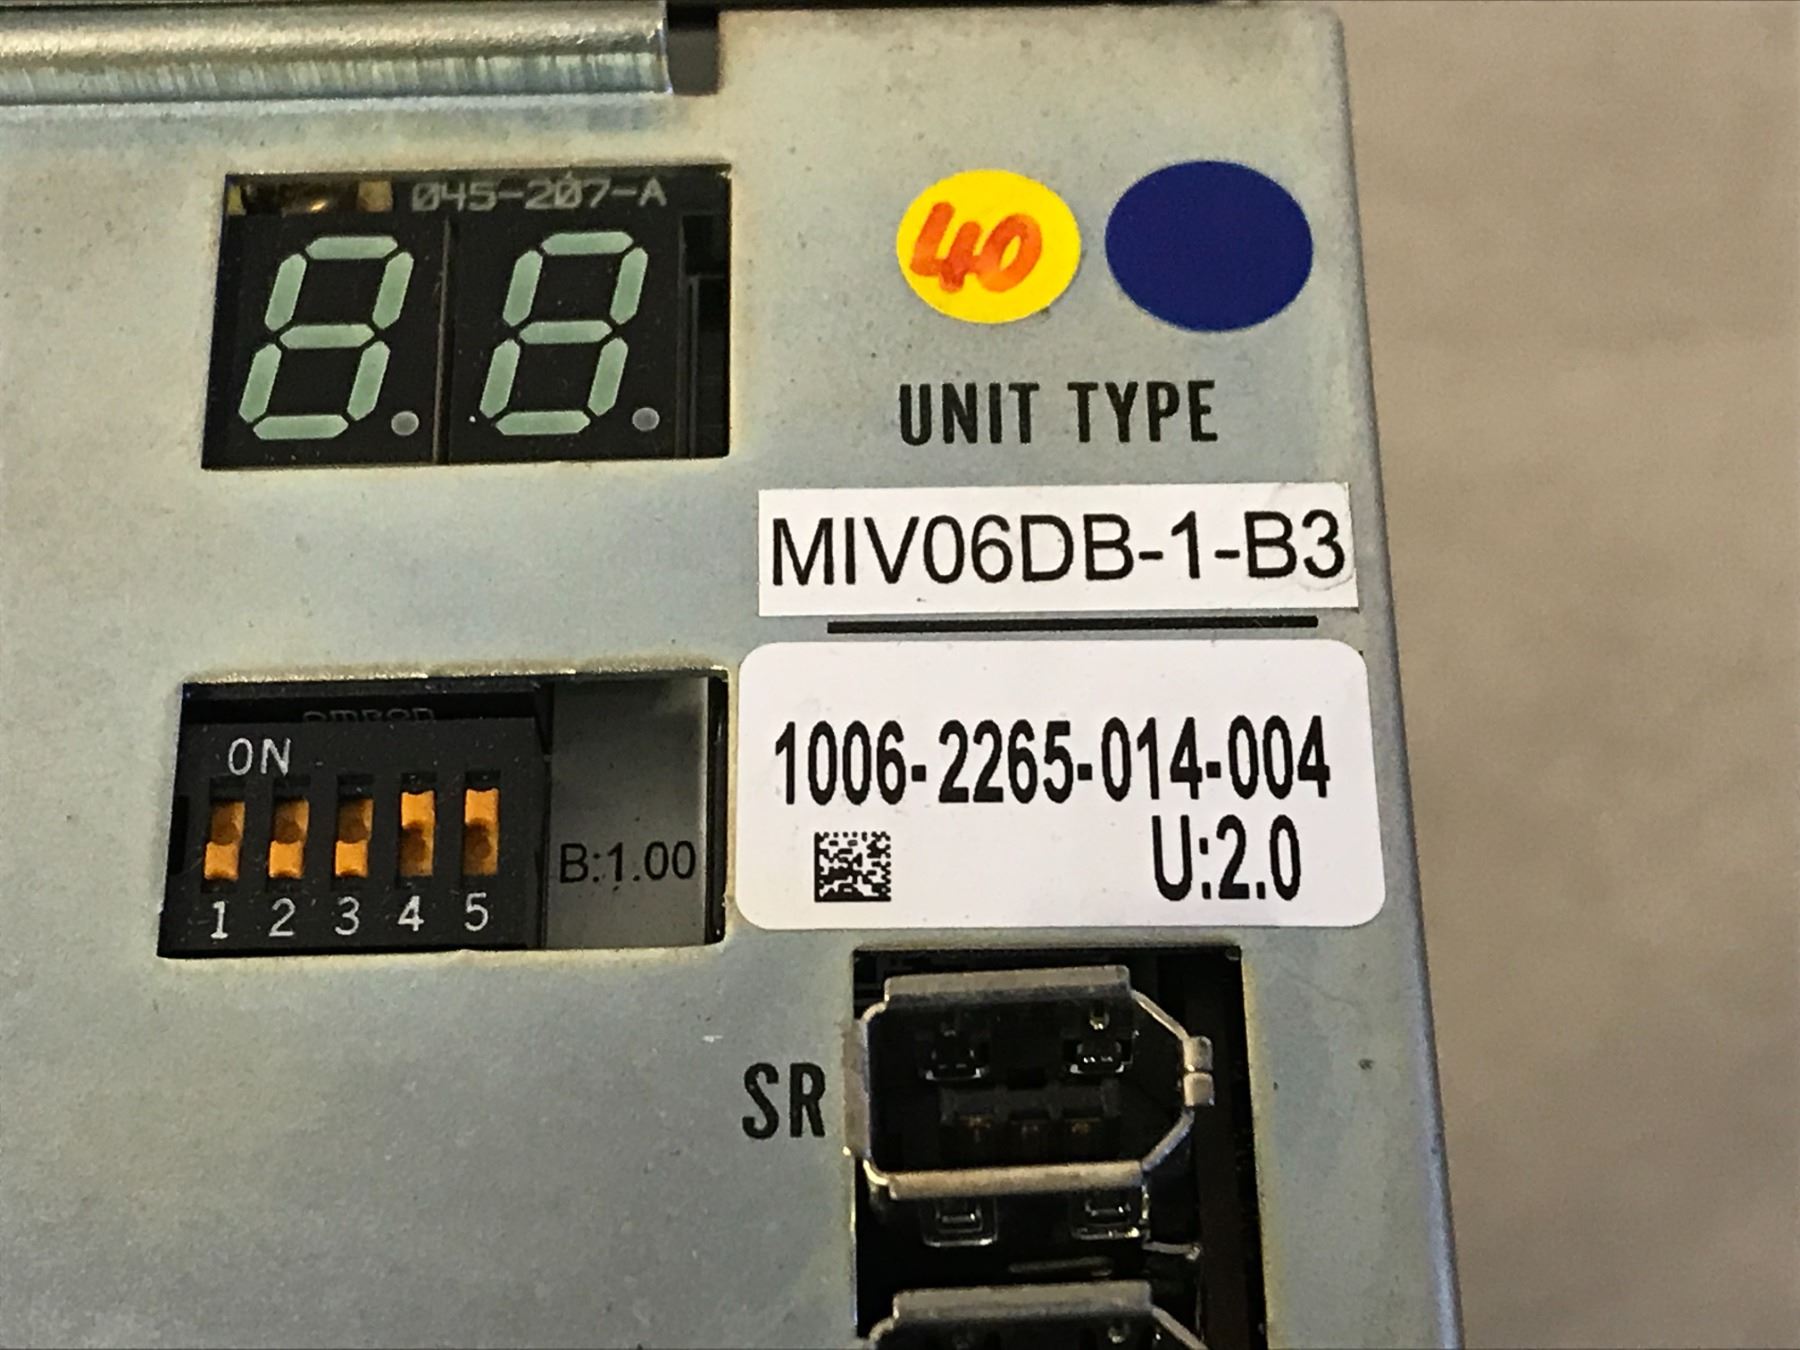 045-207-A
40
UNIT TYPE
MIV06DB-1-B3
omron
ON
1 2 3 4 5
B:1.00
1006-2265-014-004
U:2.0
SR